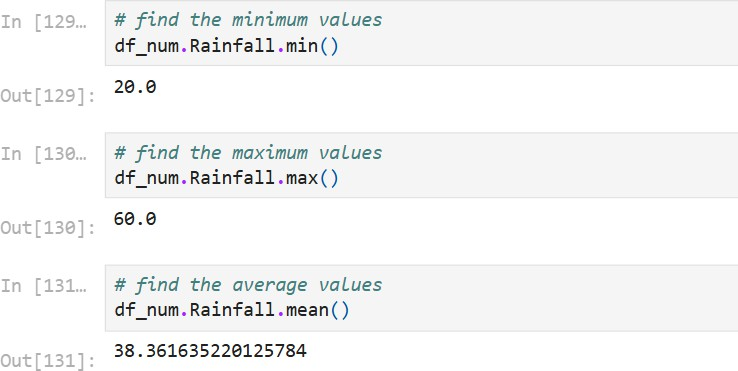 In [129…
# find the minimum values
df_num.Rainfall.min()
Out[129]:
20.0
In [130…
# find the maximum values
df_num.Rainfall.max()
Out[130]:
60.0
In [131…
# find the average values
df_num.Rainfall.mean()
Out[131]:
38.361635220125784